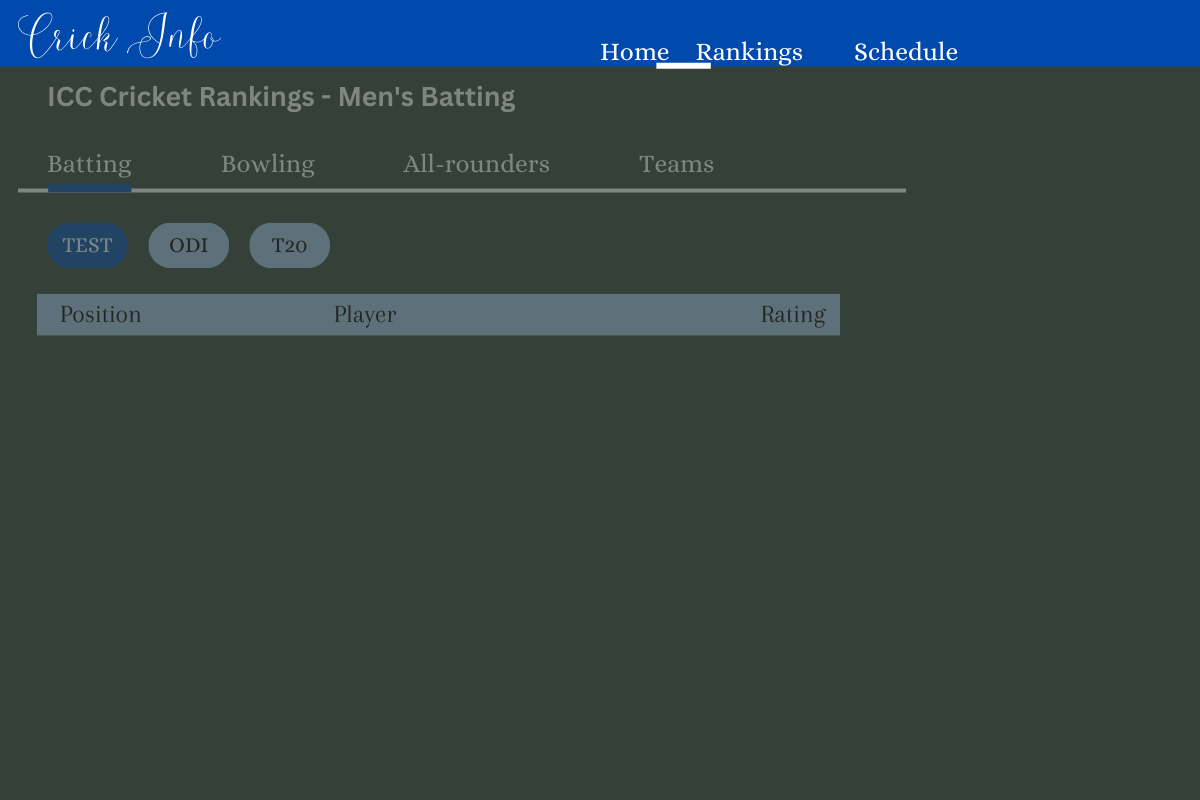 Crick Info
Home Rankings Schedule
ICC Cricket Rankings - Men's Batting
Batting Bowling All-rounders Teams
TEST ODI T20
Position Player Rating